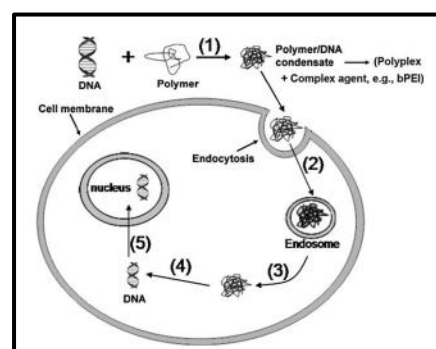 (1)
DNA + Polymer
Polymer/DNA
condensate → (Polyplex
+ Complex agent, e.g., bPEI)
Cell membrane
Endocytosis
(2)
nucleus
Endosome
(5)
(4)
(3)
DNA